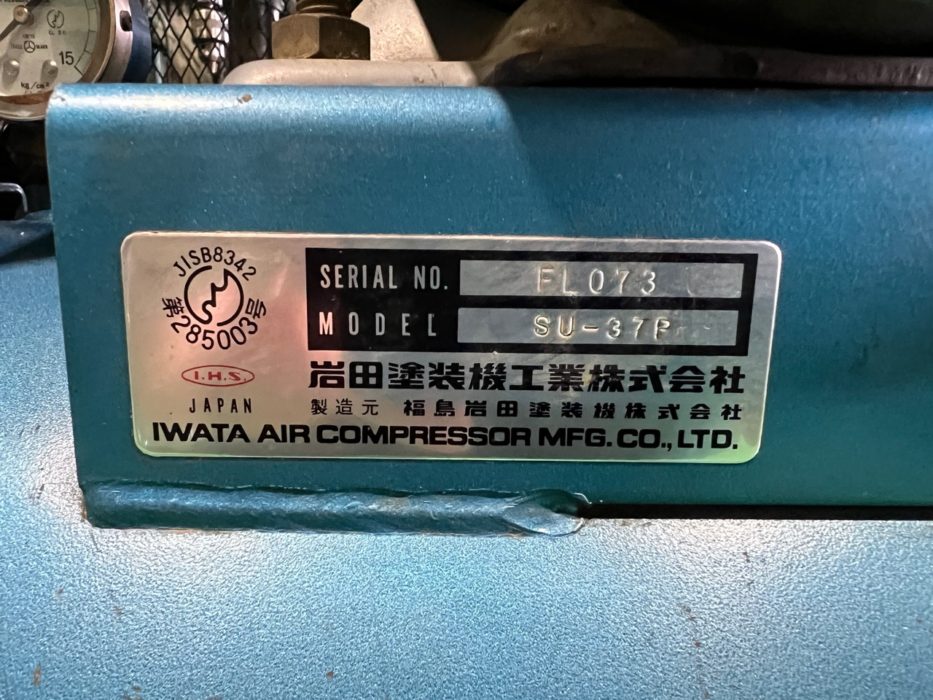 15
kg/cm²
JISB8342
第285003号
SERIAL NO. FL073
MODEL SU-37P
I.H.S.
JAPAN
岩田塗装機工業株式会社
製造元 福島岩田塗装機株式会社
IWATA AIR COMPRESSOR MFG. CO., LTD.